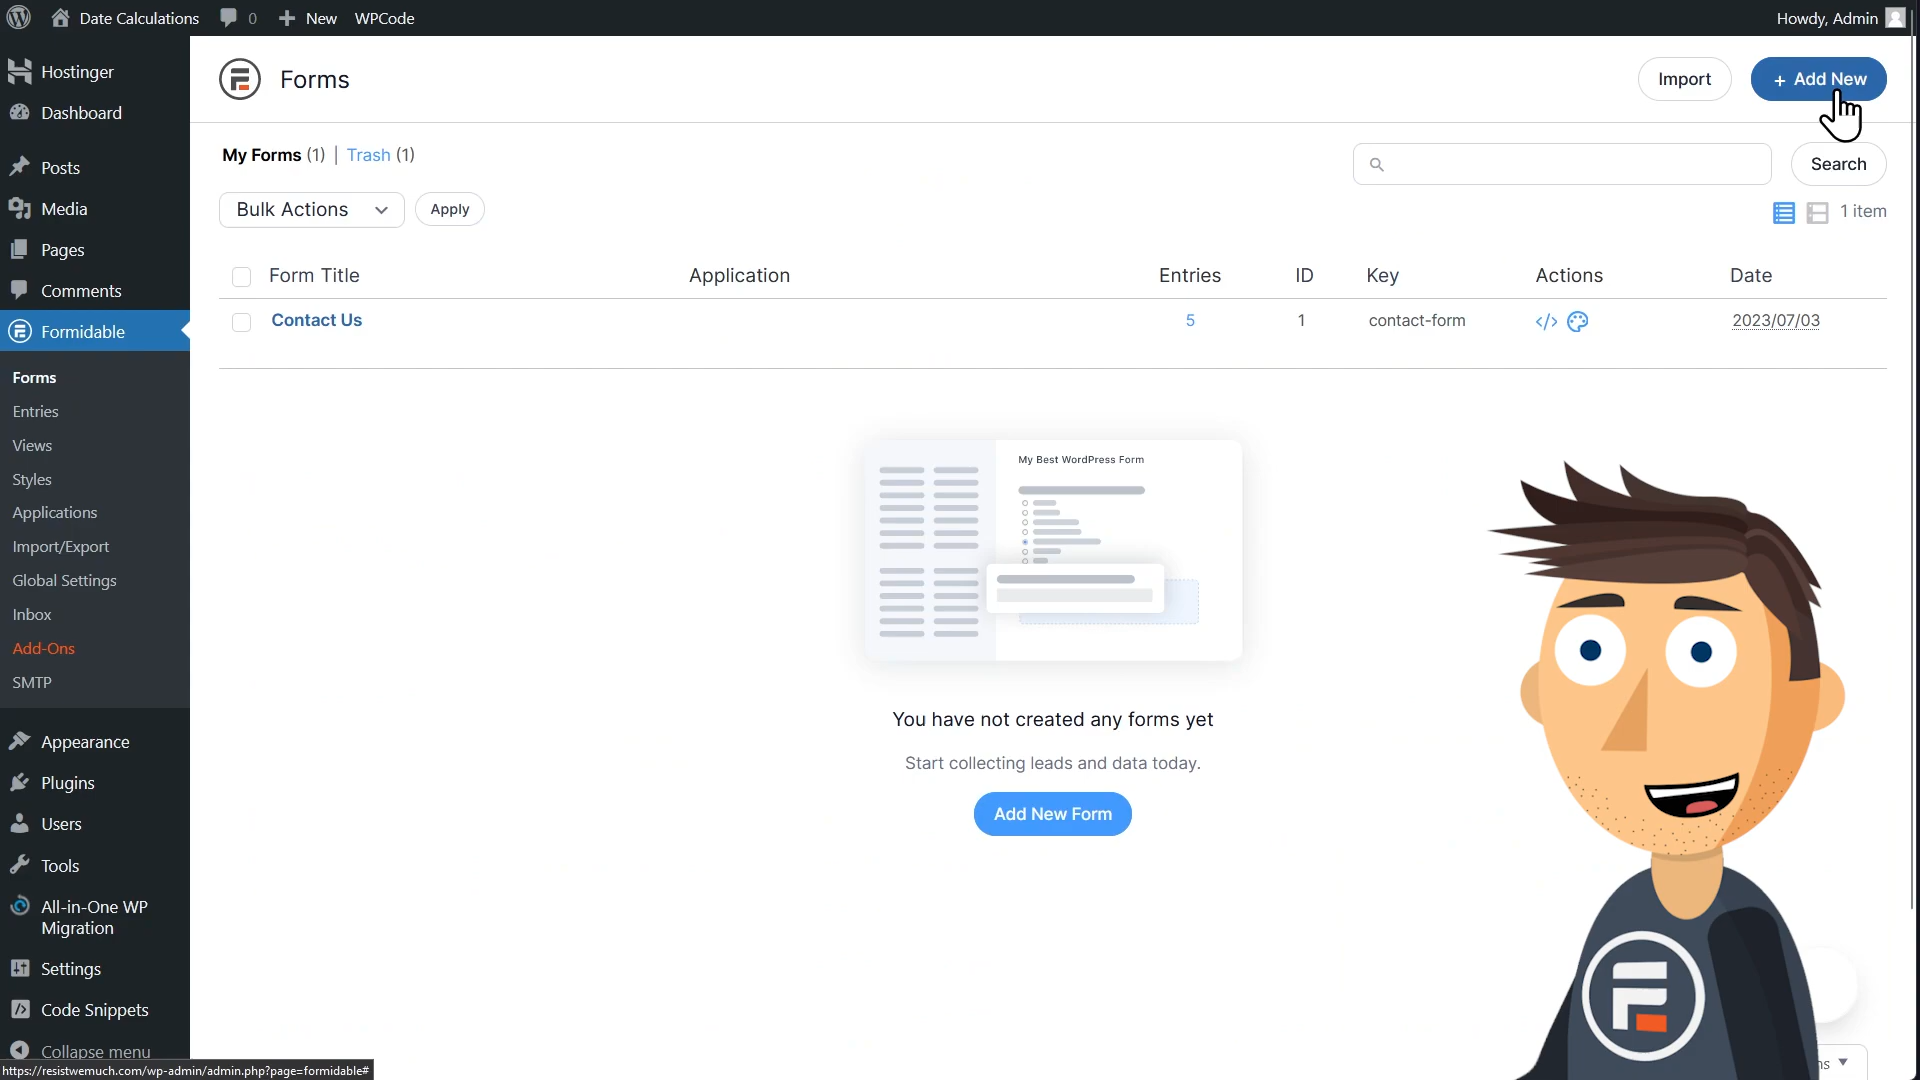 Date Calculations
0
New
WPCode
Howdy, Admin
Hostinger
Dashboard
Posts
Media
Pages
Comments
Formidable
Forms
Entries
Views
Styles
Applications
Import/Export
Global Settings
Inbox
Add-Ons
SMTP
Appearance
Plugins
Users
Tools
All-in-One WP
Migration
Settings
Code Snippets
Collapse menu
https://resistwemuch.com/wp-admin/admin.php?page=formidable#
Forms
Import
+ Add New
My Forms (1) | Trash (1)
Search
Bulk Actions
Apply
1 item
Form Title
Application
Entries
ID
Key
Actions
Date
Contact Us
5
1
contact-form
2023/07/03
My Best WordPress Form
You have not created any forms yet
Start collecting leads and data today.
Add New Form